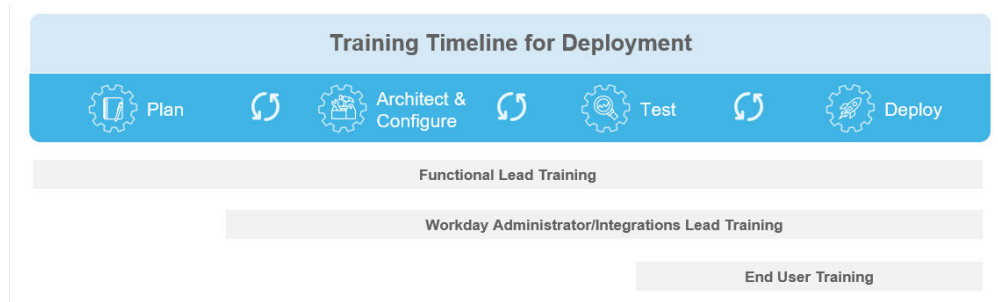 Training Timeline for Deployment
Plan
Architect &
Configure
Test
Deploy
Functional Lead Training
Workday Administrator/Integrations Lead Training
End User Training